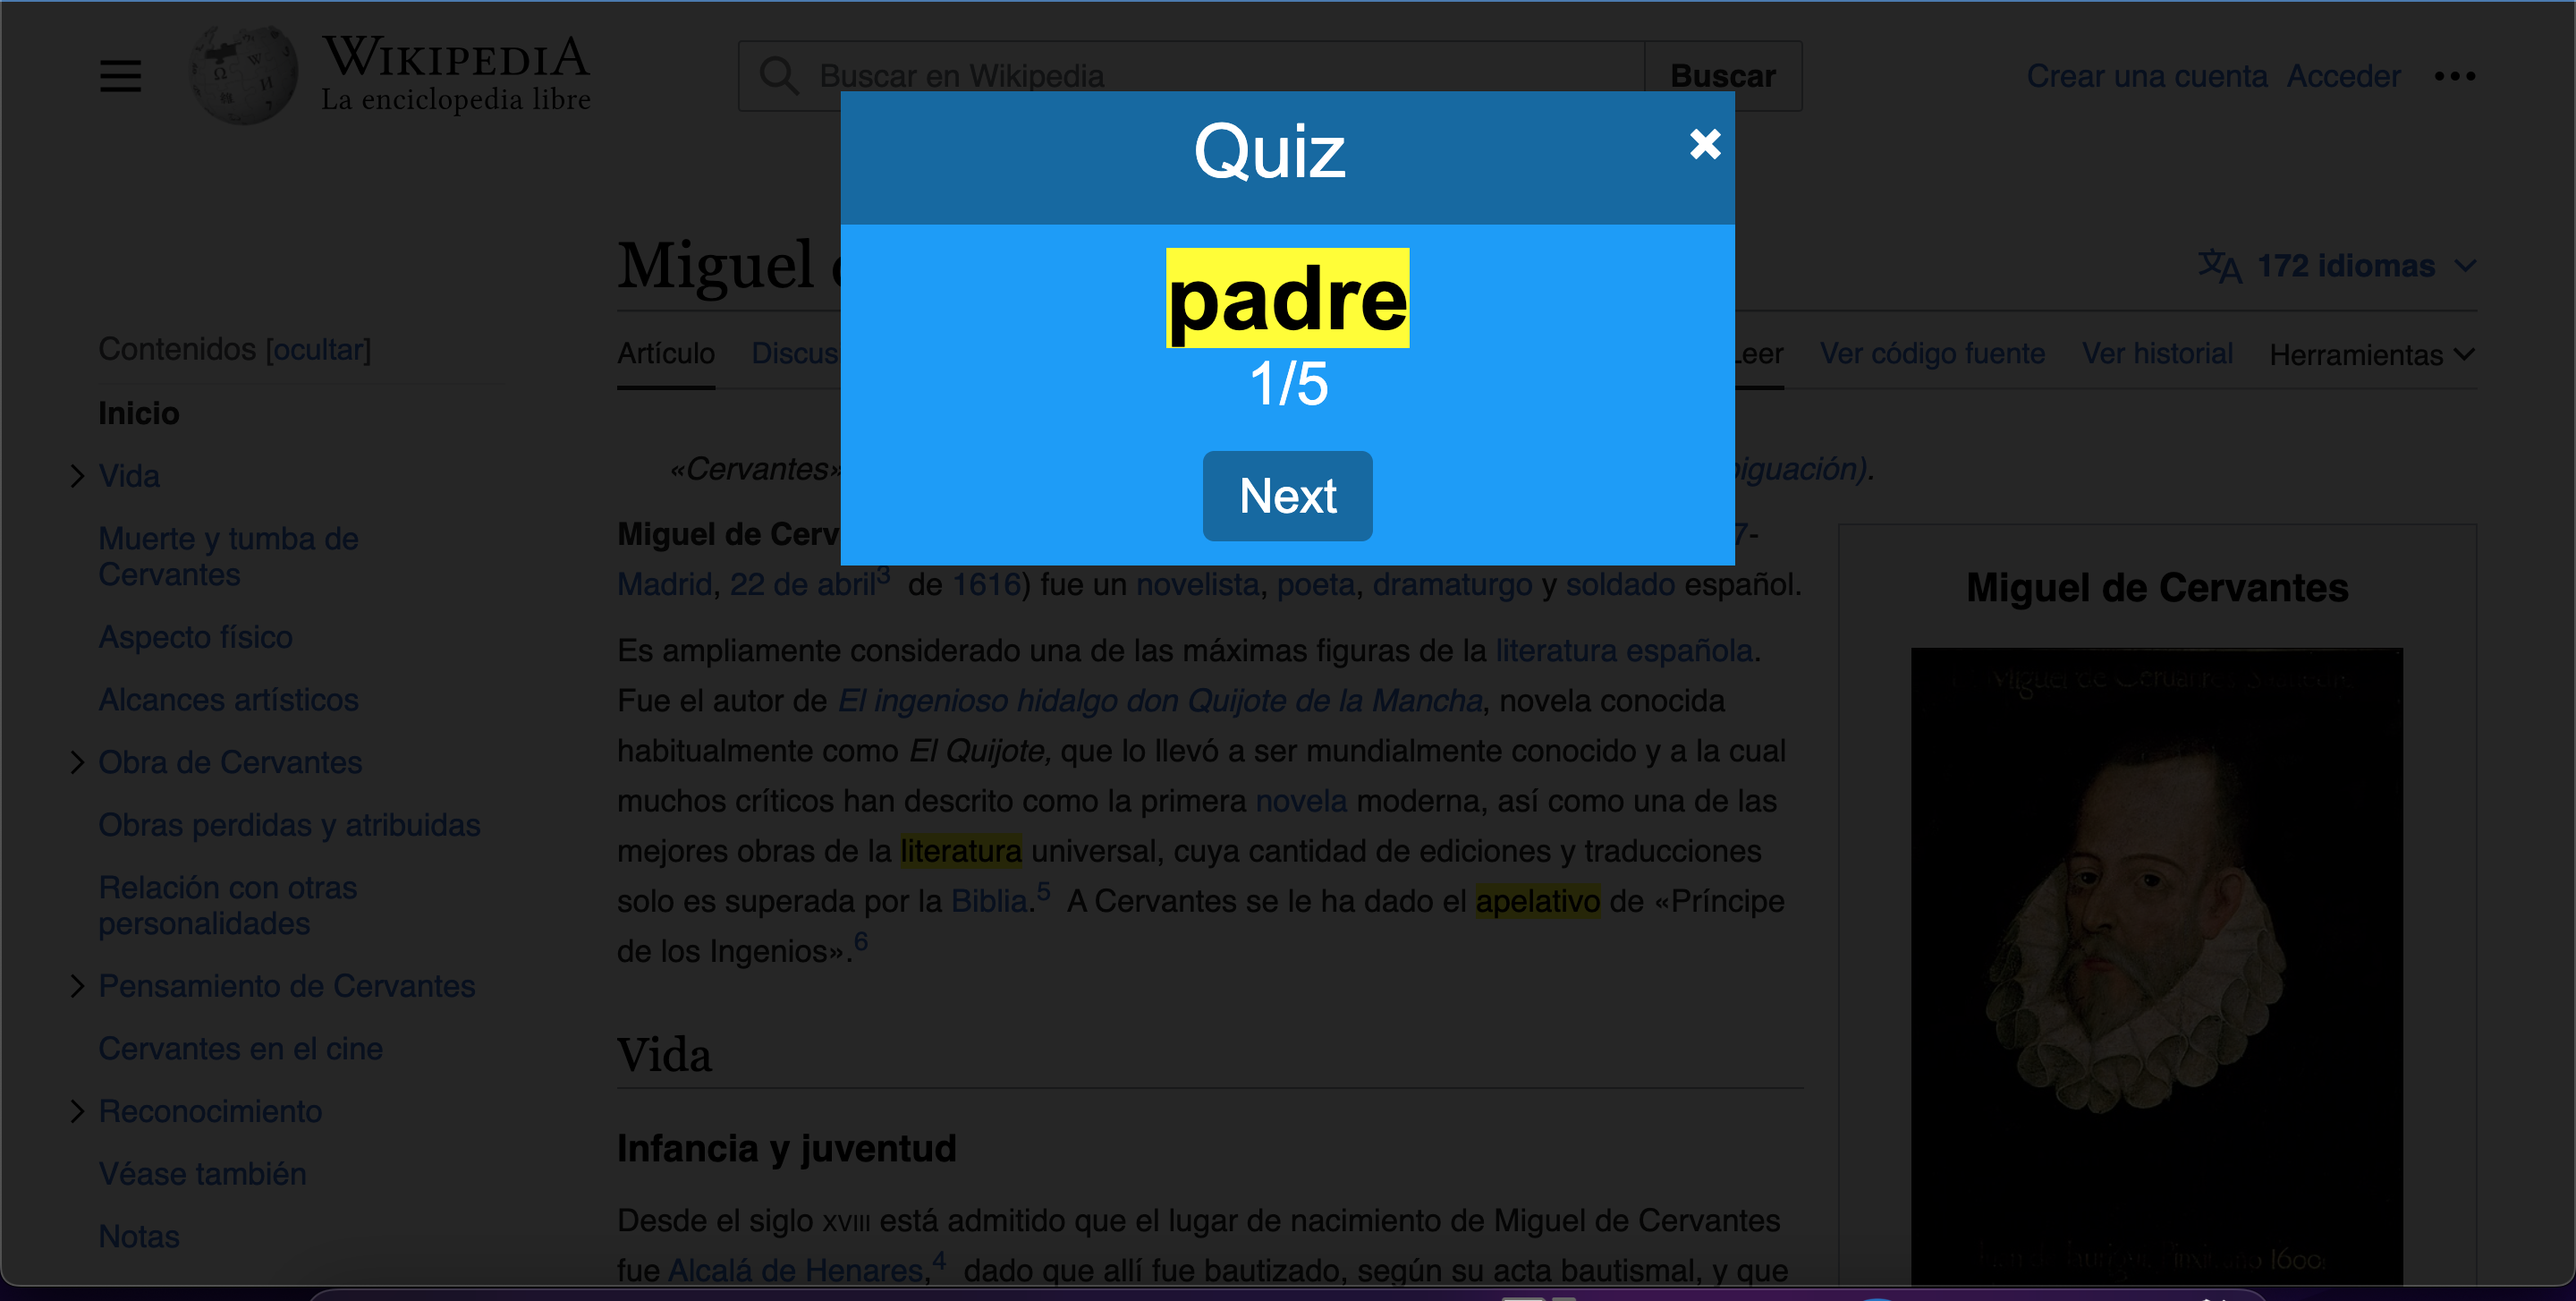 WIKIPEDIA
La enciclopedia libre
Buscar en Wikipedia
Buscar
Crear una cuenta Acceder
Quiz
padre
1/5
Next
Miguel
172 idiomas
Contenidos [ocultar]
Inicio
Vida
Muerte y tumba de
Cervantes
Aspecto físico
Alcances artísticos
Obra de Cervantes
Obras perdidas y atribuidas
Relación con otras
personalidades
Pensamiento de Cervantes
Cervantes en el cine
Reconocimiento
Véase también
Notas
Artículo Discus
Leer Ver código fuente Ver historial Herramientas
«Cervantes» biguación).
Miguel de Cerv 7-
Madrid, 22 de abril3 de 1616) fue un novelista, poeta, dramaturgo y soldado español.
Es ampliamente considerado una de las máximas figuras de la literatura española.
Fue el autor de El ingenioso hidalgo don Quijote de la Mancha, novela conocida
habitualmente como El Quijote, que lo llevó a ser mundialmente conocido y a la cual
muchos críticos han descrito como la primera novela moderna, así como una de las
mejores obras de la literatura universal, cuya cantidad de ediciones y traducciones
solo es superada por la Biblia.5 A Cervantes se le ha dado el apelativo de «Príncipe
de los Ingenios».6
Vida
Infancia y juventud
Desde el siglo XVIII está admitido que el lugar de nacimiento de Miguel de Cervantes
fue Alcalá de Henares,4 dado que allí fue bautizado, según su acta bautismal, y que
Miguel de Cervantes
1600